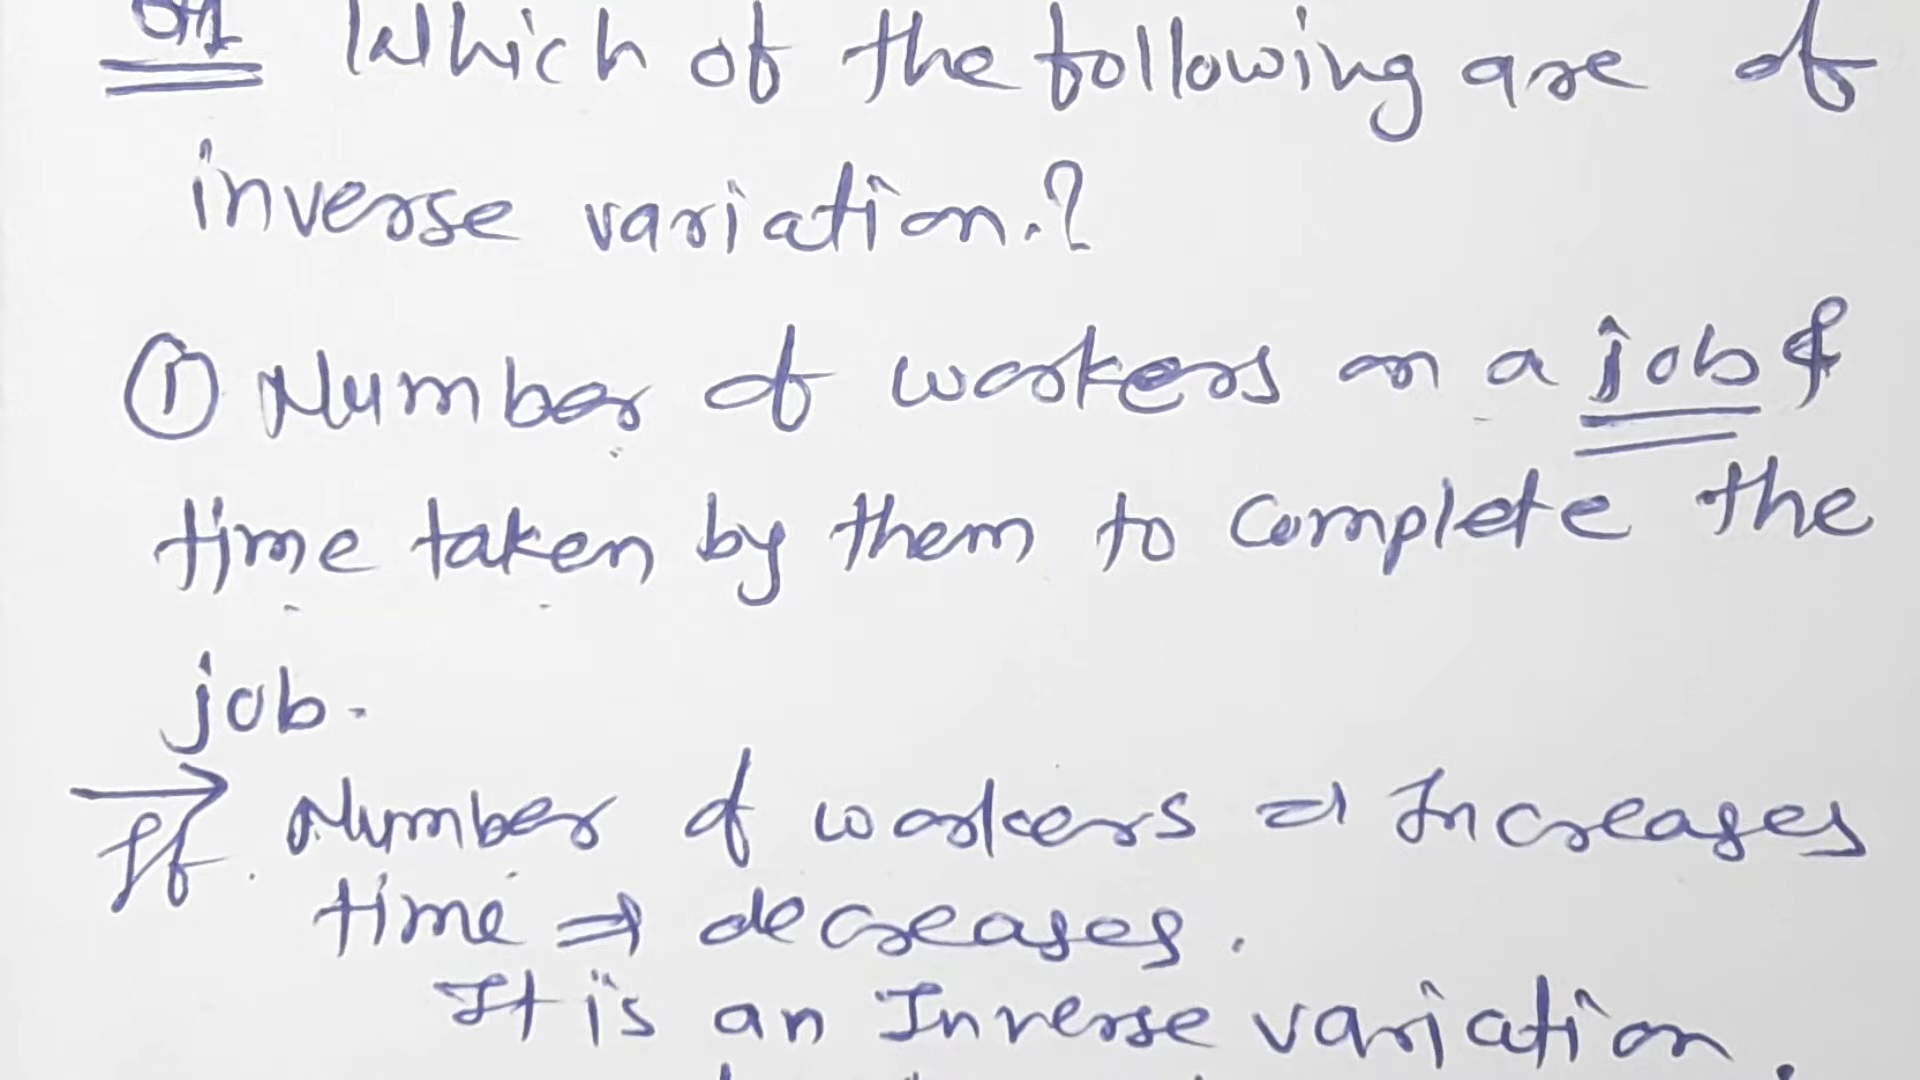 Which of the following are of
inverse variation.?
① Number of workers on a job &
time taken by them to complete the
job.
If Number of workers ⇒ Increases
time ⇒ decreases.
It is an Inverse variation.